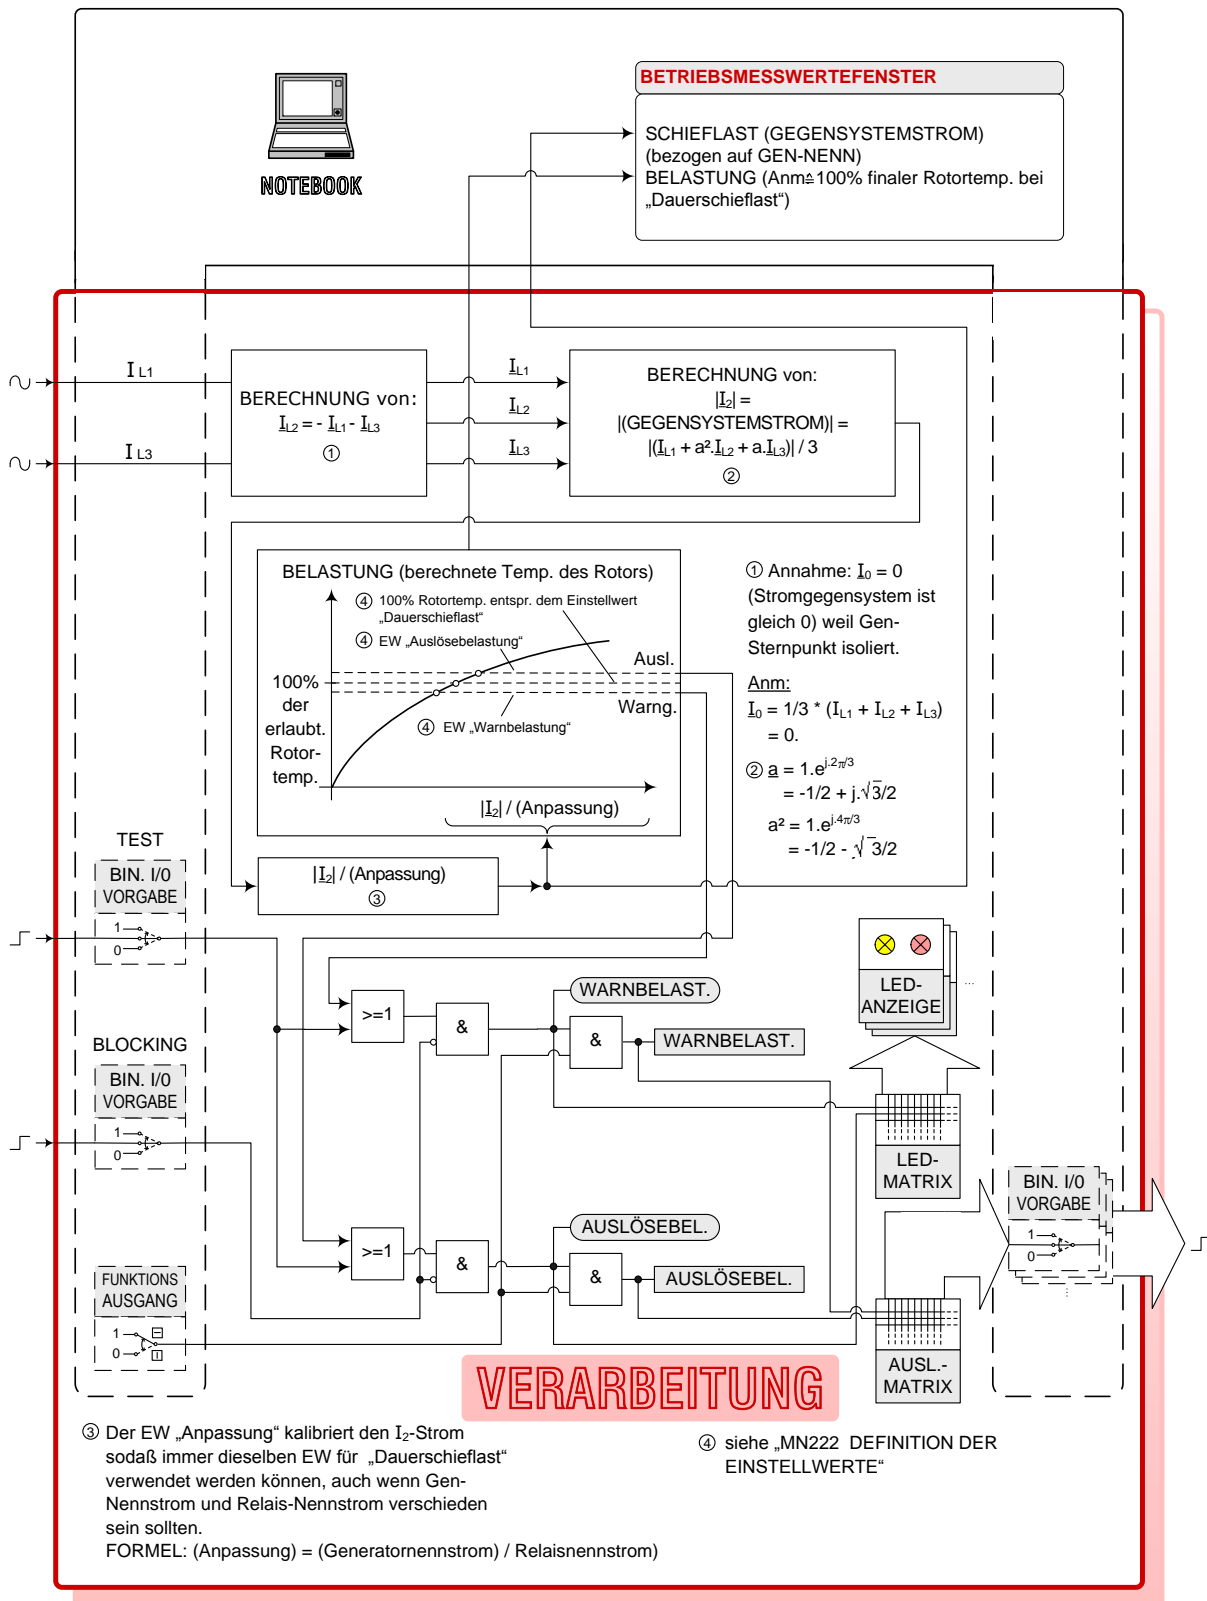 BETRIEBSMESSWERTEFENSTER
SCHIEFLAST (GEGENSYSTEMSTROM)
(bezogen auf GEN-NENN)
BELASTUNG (Anm≙100% finaler Rotortemp. bei
„Dauerschieflast“)
NOTEBOOK
I L1
I L3
BERECHNUNG von:
I̲L2 = - I̲L1 - I̲L3
①
I̲L1
I̲L2
I̲L3
BERECHNUNG von:
|I̲2| =
|(GEGENSYSTEMSTROM)| =
|(I̲L1 + a².I̲L2 + a.I̲L3)| / 3
②
BELASTUNG (berechnete Temp. des Rotors)
④ 100% Rotortemp. entspr. dem Einstellwert
„Dauerschieflast“
④ EW „Auslösebelastung“
Ausl.
100%
der
erlaubt.
Rotor-
temp.
Warng.
④ EW „Warnbelastung“
|I̲2| / (Anpassung)
① Annahme: I̲0 = 0
(Stromgegensystem ist
gleich 0) weil Gen-
Sternpunkt isoliert.
Anm:
I̲0 = 1/3 * (IL1 + IL2 + IL3)
= 0.
② a̲ = 1.e^j.2π/3
= -1/2 + j.√3/2
a² = 1.e^j.4π/3
= -1/2 - √3/2
|I̲2| / (Anpassung)
③
TEST
BIN. I/0
VORGABE
1
0
BLOCKING
BIN. I/0
VORGABE
1
0
FUNKTIONS
AUSGANG
1
0
>=1
&
WARNBELAST.
&
WARNBELAST.
>=1
&
AUSLÖSEBEL.
&
AUSLÖSEBEL.
LED-
ANZEIGE
...
LED-
MATRIX
AUSL.-
MATRIX
BIN. I/0
VORGABE
1
0
...
VERARBEITUNG
③ Der EW „Anpassung“ kalibriert den I2-Strom
sodaß immer dieselben EW für „Dauerschieflast“
verwendet werden können, auch wenn Gen-
Nennstrom und Relais-Nennstrom verschieden
sein sollten.
FORMEL: (Anpassung) = (Generatornennstrom) / Relaisnennstrom)
④ siehe „MN222 DEFINITION DER
EINSTELLWERTE“